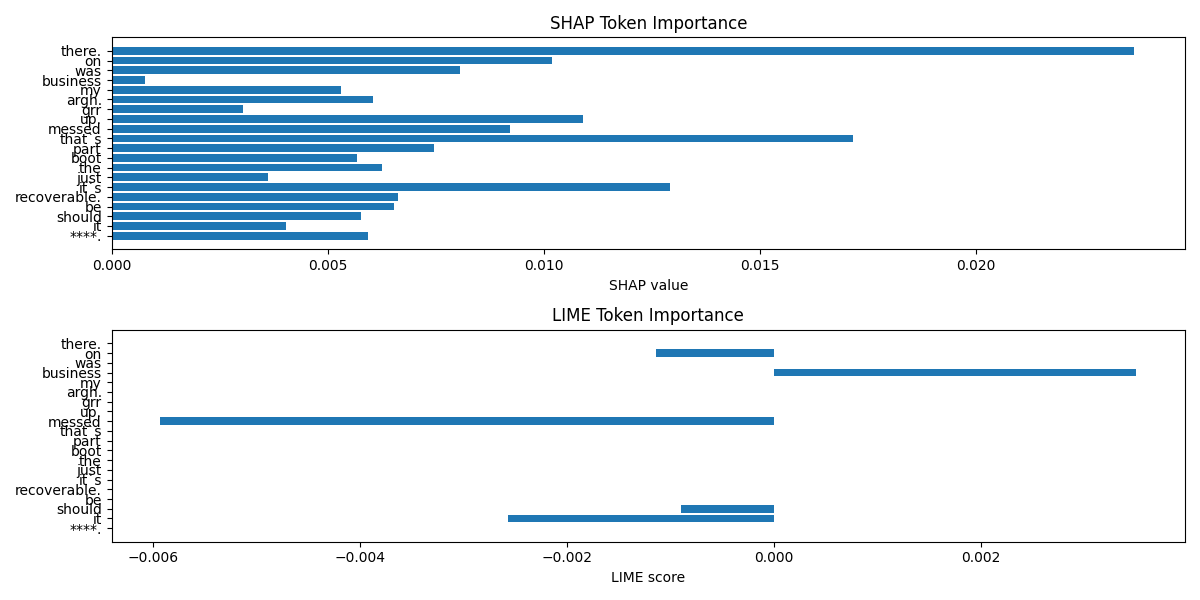 SHAP Token Importance
there.
on
was
business
my
argh.
grr
up,
messed
that`s
part
boot
the
just
it`s
recoverable.
be
should
it
****.
0.000 0.005 0.010 0.015 0.020
SHAP value
LIME Token Importance
there.
on
was
business
my
argh.
grr
up,
messed
that`s
part
boot
the
just
it`s
recoverable.
be
should
it
****.
−0.006 −0.004 −0.002 0.000 0.002
LIME score